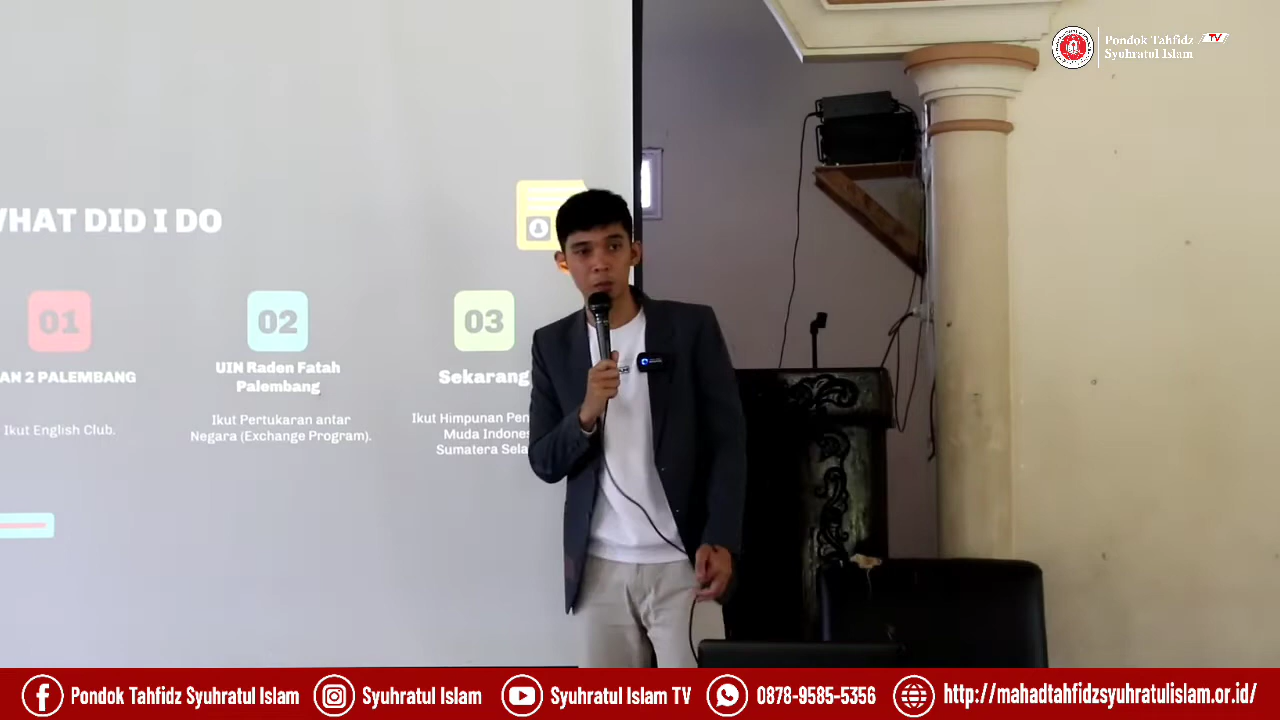 Pondok Tahfidz TV
Syuhratul Islam
WHAT DID I DO
01
02
03
AN 2 PALEMBANG
UIN Raden Fatah
Palembang
Sekarang
Ikut English Club.
Ikut Pertukaran antar
Negara (Exchange Program).
Ikut Himpunan
Muda
Sumatera
Pondok Tahfidz Syuhratul Islam
Syuhratul Islam
Syuhratul Islam TV
0878-9585-5356
http://mahadtahfidzsyuhratulislam.or.id/